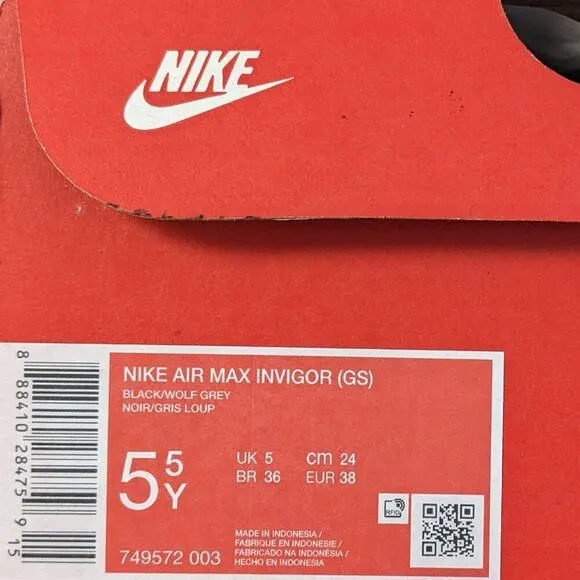 NIKE
NIKE AIR MAX INVIGOR (GS)
BLACK/WOLF GREY
NOIR/GRIS LOUP
5 5 Y
UK 5 cm 24
BR 36 EUR 38
RFID
MADE IN INDONESIA /
FABRIQUE EN INDONESIE /
FABRICADO NA INDONÉSIA /
HECHO EN INDONESIA
749572 003
8 88410 28475 9 15